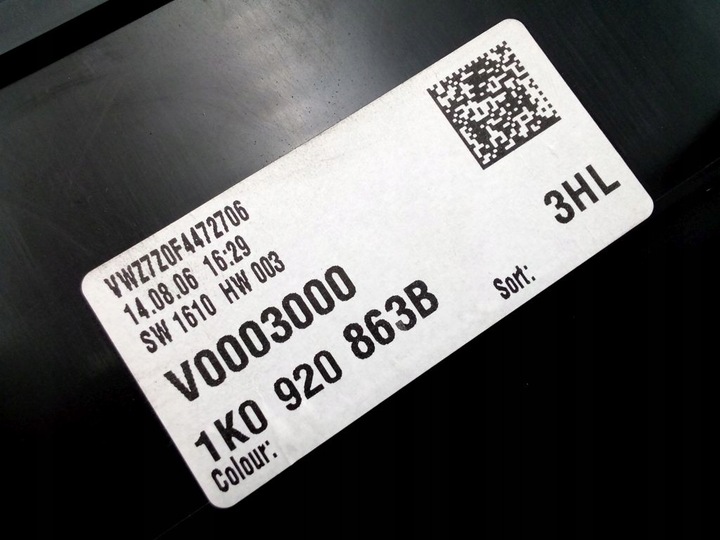 VWZ7Z0F4472706
14.08.06 16:29
SW 1610 HW 003
V0003000
1K0 920 863B
Colour:
Sort:
3HL